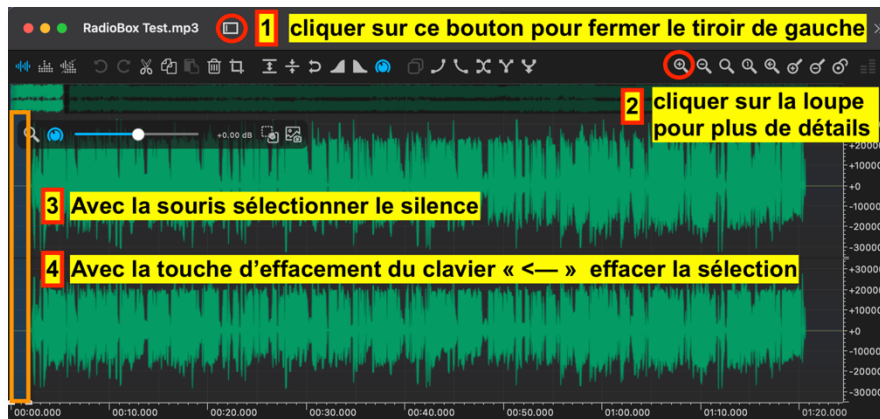 RadioBox Test.mp3
1 cliquer sur ce bouton pour fermer le tiroir de gauche
2 cliquer sur la loupe
pour plus de détails
+0.00 dB
+20000
+10000
+0
-10000
-20000
-30000
3 Avec la souris sélectionner le silence
4 Avec la touche d’effacement du clavier « <— » effacer la sélection
+30000
+20000
+10000
+0
-10000
-20000
-30000
00:00.000 00:10.000 00:20.000 00:30.000 00:40.000 00:50.000 01:00.000 01:10.000 01:20.000